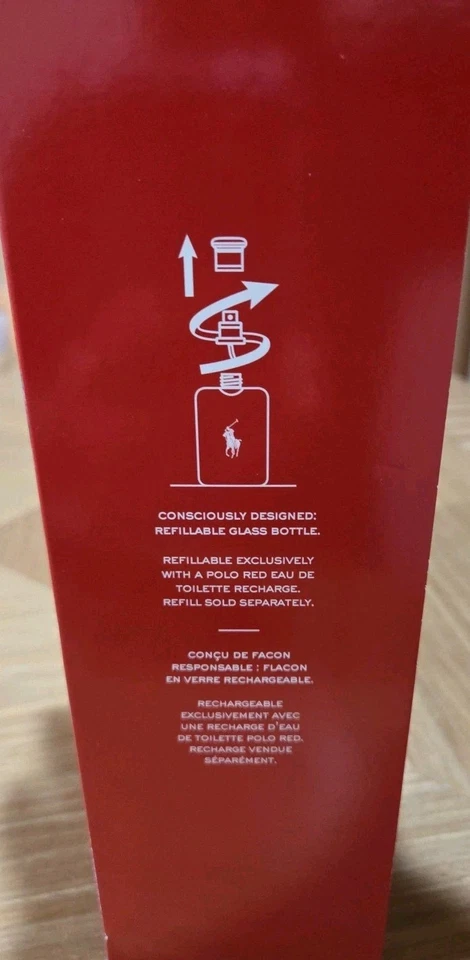 CONSCIOUSLY DESIGNED:
REFILLABLE GLASS BOTTLE.
REFILLABLE EXCLUSIVELY
WITH A POLO RED EAU DE
TOILETTE RECHARGE.
REFILL SOLD SEPARATELY.
CONÇU DE FACON
RESPONSABLE : FLACON
EN VERRE RECHARGEABLE.
RECHARGEABLE
EXCLUSIVEMENT AVEC
UNE RECHARGE D'EAU
DE TOILETTE POLO RED.
RECHARGE VENDUE
SÉPARÉMENT.